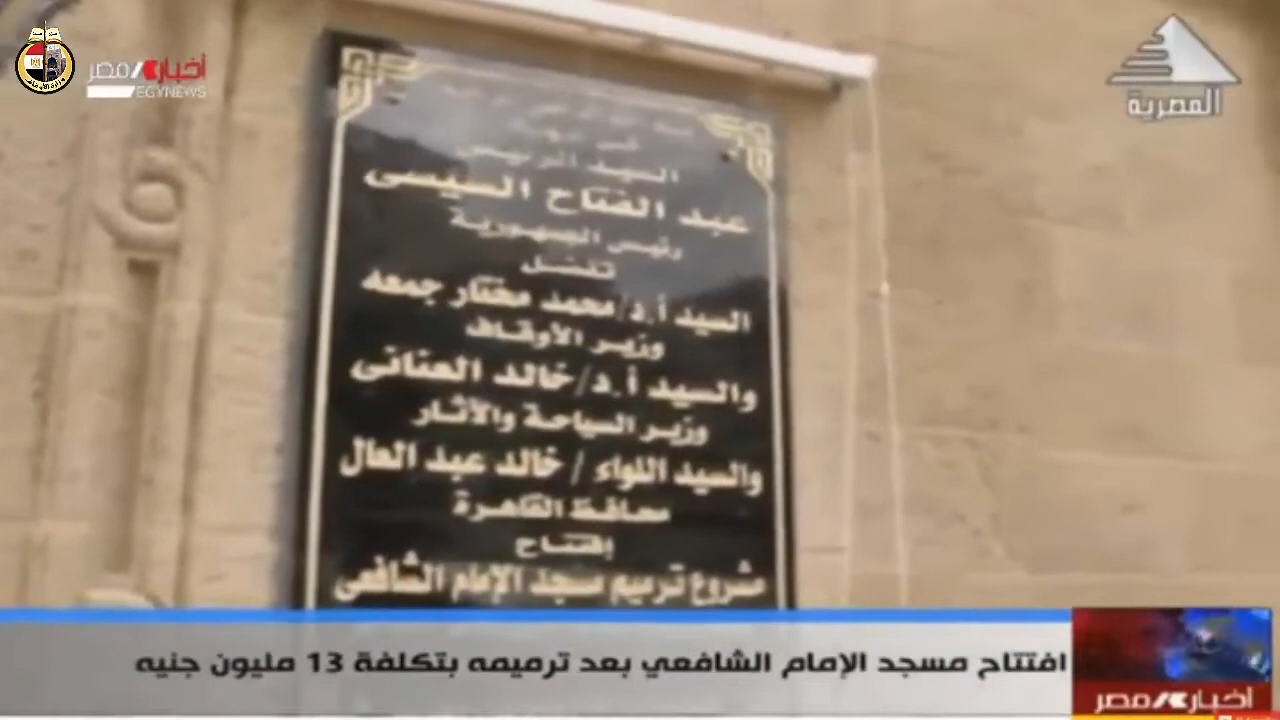 أخبار مصر
EGYNEWS
المصرية
السيد الرئيس
عبد الفتاح السيسى
رئيس الجمهورية
تفضل
السيد أ.د/محمد مختار جمعه
وزير الأوقاف
والسيد أ.د/خالد العنانى
وزير السياحة والآثار
والسيد اللواء / خالد عبد العال
محافظ القاهرة
إفتتاح
مشروع ترميم مسجد الإمام الشافعى
افتتاح مسجد الإمام الشافعي بعد ترميمه بتكلفة 13 مليون جنيه
أخبار مصر